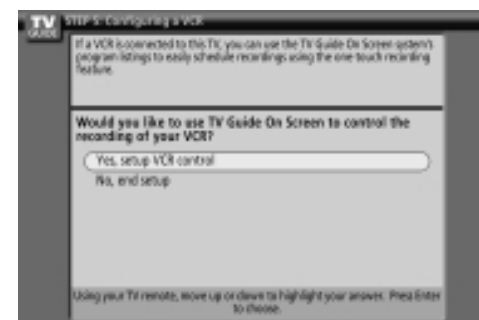 TV
GUIDE
STEP 5: Configuring a VCR
If a VCR is connected to this TV, you can use the TV Guide On Screen system's
program listings to easily schedule recordings using the one-touch recording
feature.
Would you like to use TV Guide On Screen to control the
recording of your VCR?
Yes, setup VCR control
No, end setup
Using your TV remote, move up or down to highlight your answer. Press Enter
to choose.